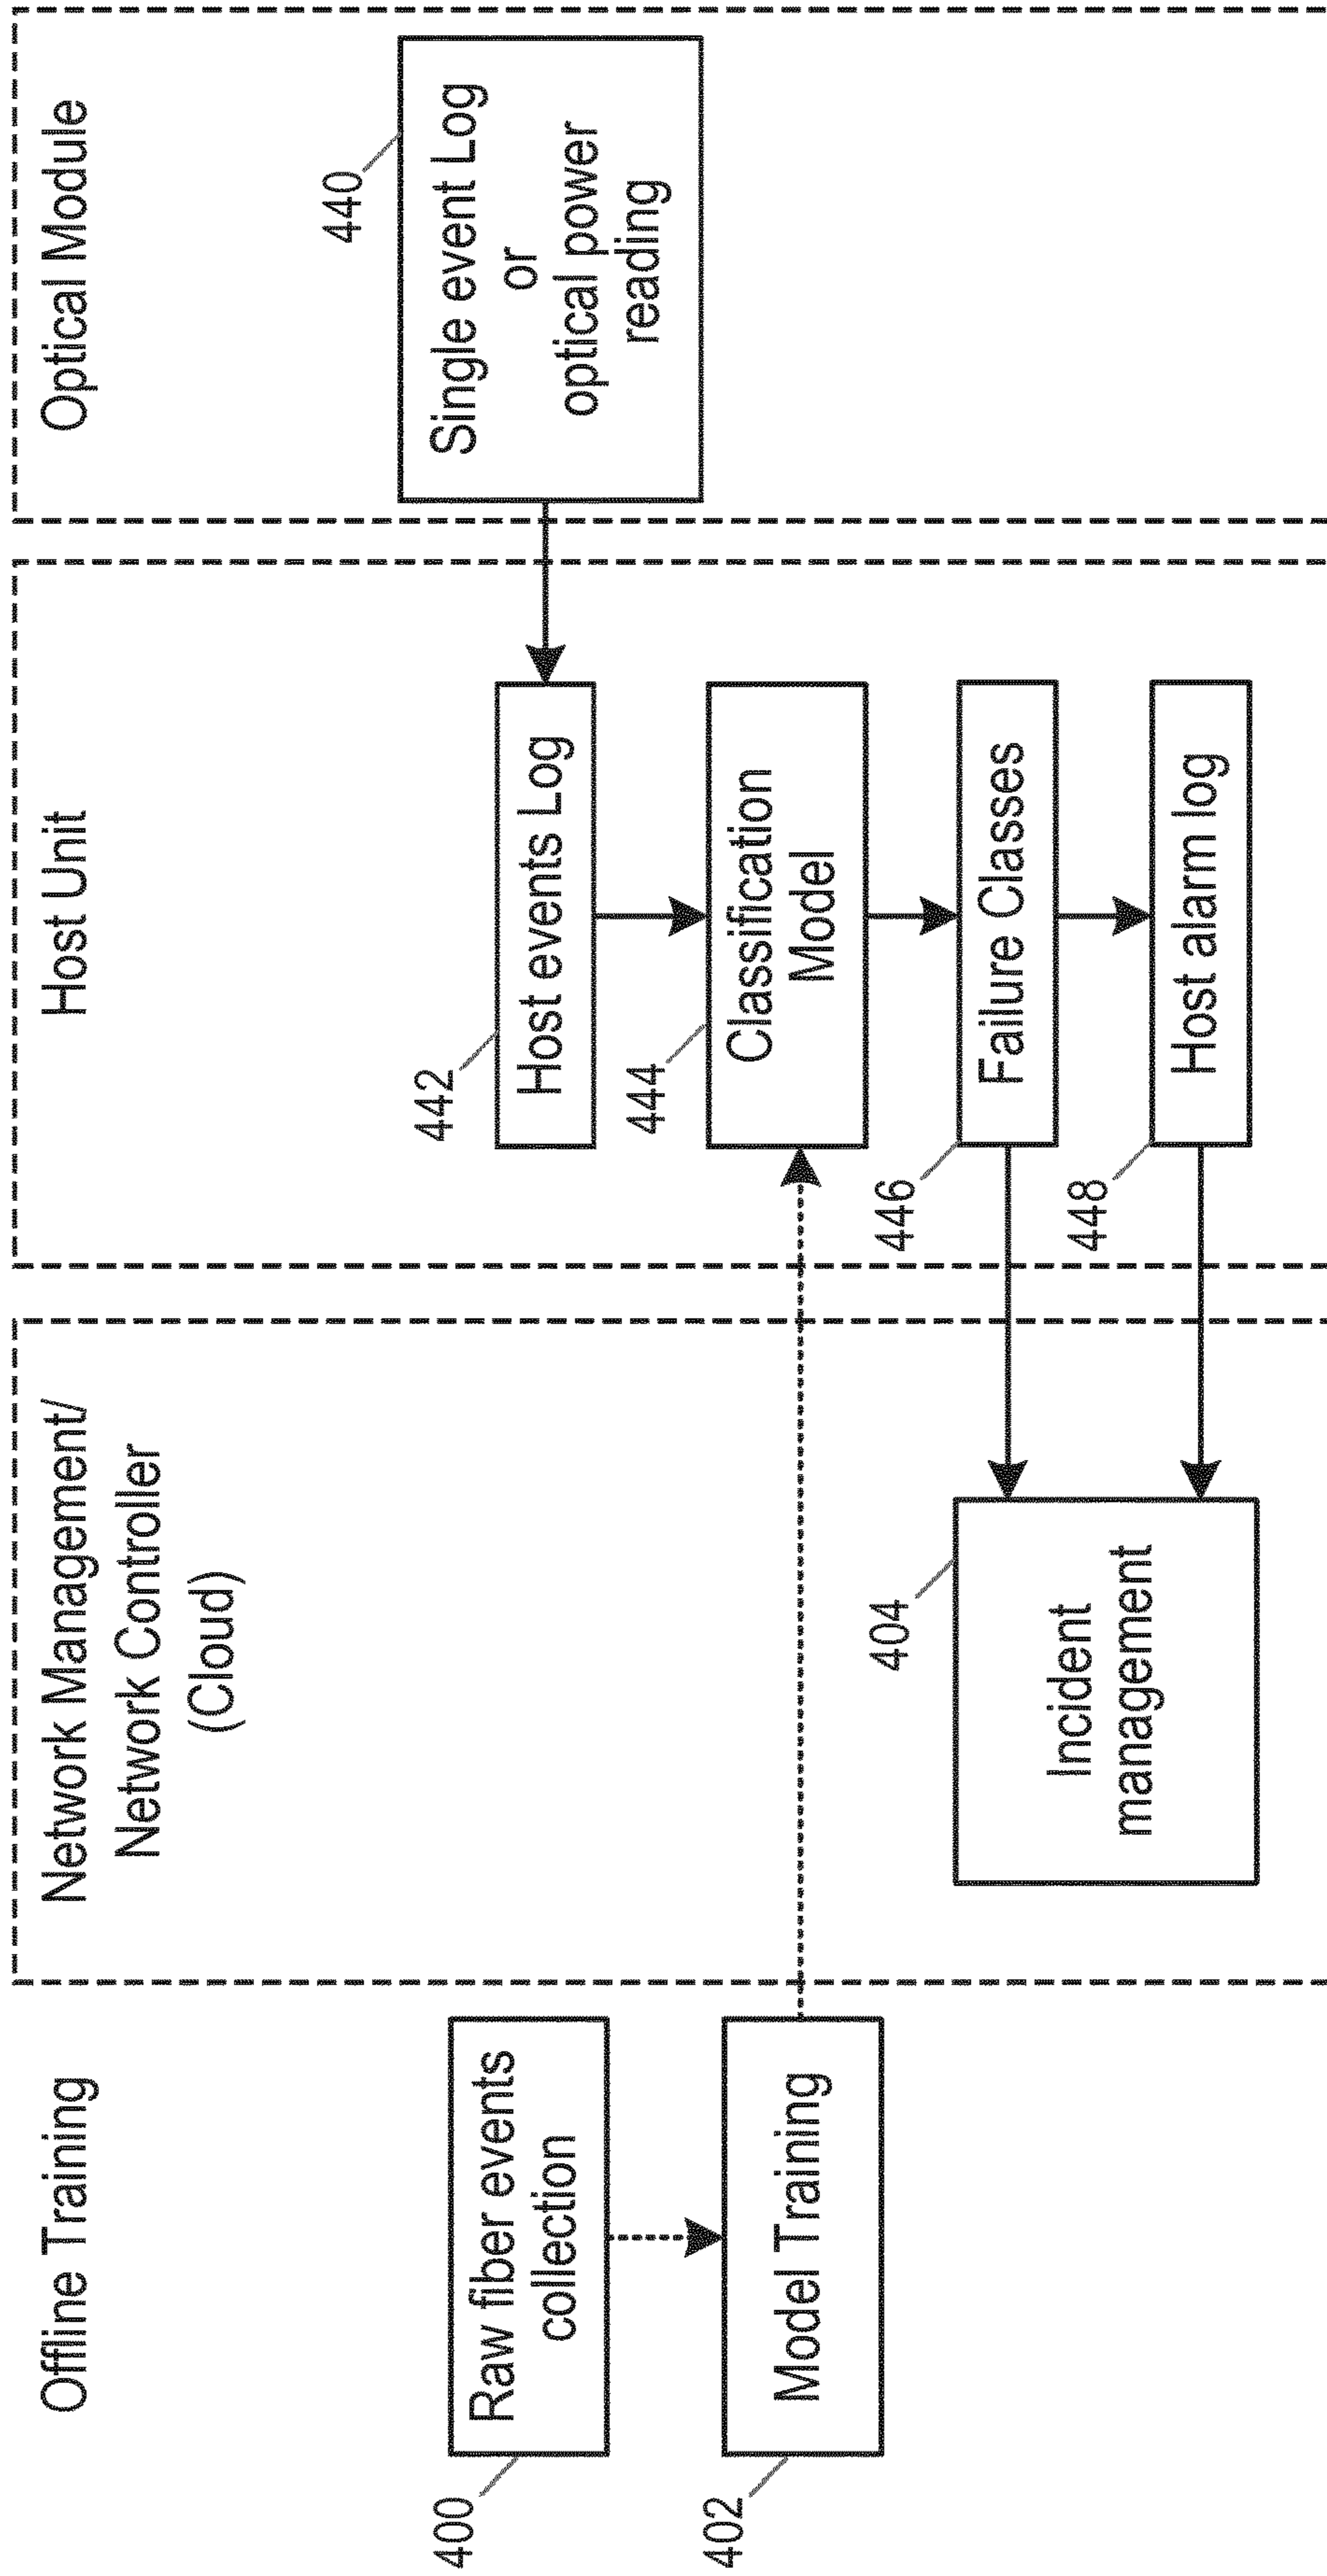 Offline Training
400
Raw fiber events
collection
402
Model Training
Network Management/
Network Controller
(Cloud)
404
Incident
management
Host Unit
442
Host events Log
444
Classification
Model
446
Failure Classes
448
Host alarm log
Optical Module
440
Single event Log
or
optical power
reading